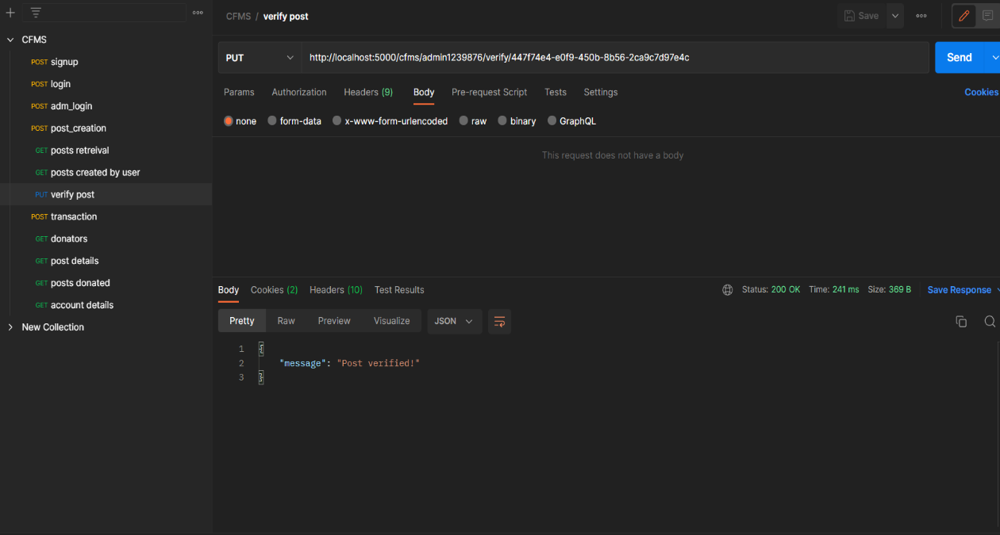 CFMS / verify post
Save
CFMS
POST signup
POST login
POST adm_login
POST post_creation
GET posts retreival
GET posts created by user
PUT verify post
POST transaction
GET donators
GET post details
GET posts donated
GET account details
New Collection
PUT http://localhost:5000/cfms/admin1239876/verify/447f74e4-e0f9-450b-8b56-2ca9c7d97e4c Send
Params Authorization Headers (9) Body Pre-request Script Tests Settings Cookies
none form-data x-www-form-urlencoded raw binary GraphQL
This request does not have a body
Body Cookies (2) Headers (10) Test Results Status: 200 OK Time: 241 ms Size: 369 B Save Response
Pretty Raw Preview Visualize JSON
1 {
2 "message": "Post verified!"
3 }